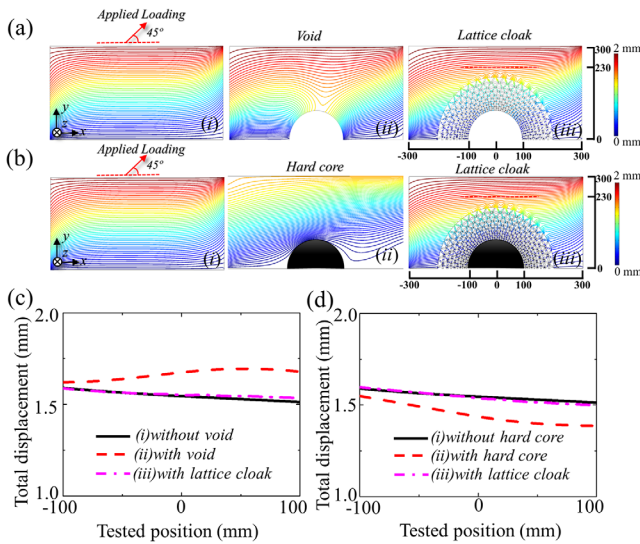 (a)
Applied Loading
45°
Void
Lattice cloak
y
z
x
(i)
(ii)
(iii)
300
230
0
2 mm
0
-300
-100
0
100
300
(b)
Applied Loading
45°
Hard core
Lattice cloak
y
z
x
(i)
(ii)
(iii)
300
230
0
2 mm
0
-300
-100
0
100
300
(c)
Total displacement (mm)
2.0
1.5
1.0
(i)without void
(ii)with void
(iii)with lattice cloak
-100
0
100
Tested position (mm)
(d)
Total displacement (mm)
2.0
1.5
1.0
(i)without hard core
(ii)with hard core
(iii)with lattice cloak
-100
0
100
Tested position (mm)